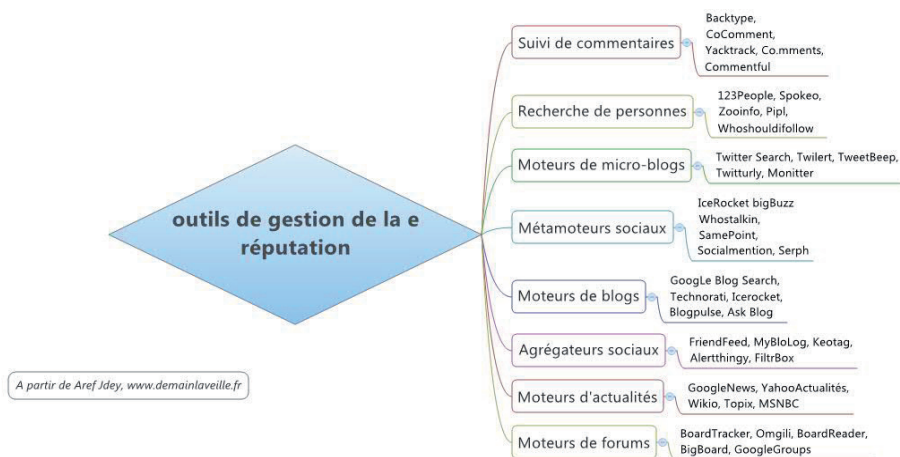 outils de gestion de la e
réputation
Suivi de commentaires
Backtype,
CoComment,
Yacktrack, Co.mments,
Commentful
Recherche de personnes
123People, Spokeo,
Zooinfo, Pipl,
Whoshouldifollow
Moteurs de micro-blogs
Twitter Search, Twilert, TweetBeep,
Twitturly, Monitter
Métamoteurs sociaux
IceRocket bigBuzz
Whostalkin,
SamePoint,
Socialmention, Serph
Moteurs de blogs
GoogLe Blog Search,
Technorati, Icerocket,
Blogpulse, Ask Blog
Agrégateurs sociaux
FriendFeed, MyBloLog, Keotag,
Alertthingy, FiltrBox
Moteurs d'actualités
GoogleNews, YahooActualités,
Wikio, Topix, MSNBC
Moteurs de forums
BoardTracker, Omgili, BoardReader,
BigBoard, GoogleGroups
A partir de Aref Jdey, www.demainlaveille.fr